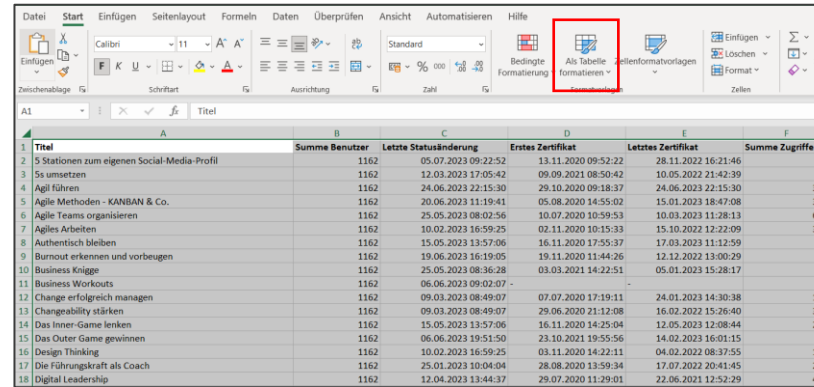 Datei Start Einfügen Seitenlayout Formeln Daten Überprüfen Ansicht Automatisieren Hilfe
Einfügen
Calibri 11 A A
F K U A
Standard
% 000
Bedingte Formatierung
Als Tabelle formatieren
Zellenformatvorlagen
Einfügen
Löschen
Format
Zwischenablage Schriftart Ausrichtung Zahl Formatvorlagen Zellen
A1 fx Titel
A B C D E F
1 Titel Summe Benutzer Letzte Statusänderung Erstes Zertifikat Letztes Zertifikat Summe Zugriffe
2 5 Stationen zum eigenen Social-Media-Profil 1162 05.07.2023 09:22:52 13.11.2020 09:52:22 28.11.2022 16:21:46
3 5s umsetzen 1162 12.03.2023 17:05:42 09.09.2021 08:50:42 10.05.2022 21:42:39
4 Agil führen 1162 24.06.2023 22:15:30 29.10.2020 09:18:37 24.06.2023 22:15:30
5 Agile Methoden - KANBAN & Co. 1162 20.06.2023 11:19:41 05.08.2020 14:55:02 15.01.2023 18:47:08
6 Agile Teams organisieren 1162 25.05.2023 08:02:56 10.07.2020 10:59:53 10.03.2023 11:28:13
7 Agiles Arbeiten 1162 10.02.2023 16:59:25 02.11.2020 10:15:33 15.10.2022 12:22:09
8 Authentisch bleiben 1162 15.05.2023 13:57:06 16.11.2020 17:55:37 17.03.2023 11:12:59
9 Burnout erkennen und vorbeugen 1162 19.06.2023 16:19:05 19.11.2020 11:44:26 12.12.2022 13:00:29
10 Business Knigge 1162 25.05.2023 08:36:28 03.03.2021 14:22:51 05.01.2023 15:28:17
11 Business Workouts 1162 06.06.2023 09:02:07 - -
12 Change erfolgreich managen 1162 09.03.2023 08:49:07 07.07.2020 17:19:11 24.01.2023 14:30:38
13 Changeability stärken 1162 09.03.2023 08:49:07 29.06.2020 21:12:08 16.02.2022 15:26:40
14 Das Inner-Game lenken 1162 15.05.2023 13:57:06 16.11.2020 14:25:04 12.05.2023 12:08:44
15 Das Outer Game gewinnen 1162 06.06.2023 19:51:50 23.10.2021 19:55:56 14.02.2023 16:01:15
16 Design Thinking 1162 10.02.2023 16:59:25 03.11.2020 14:22:11 04.02.2022 08:37:55
17 Die Führungskraft als Coach 1162 25.01.2023 10:04:04 28.08.2020 13:59:34 17.07.2022 20:41:45
18 Digital Leadership 1162 12.04.2023 13:44:37 29.07.2020 11:29:01 22.06.2021 12:52:29